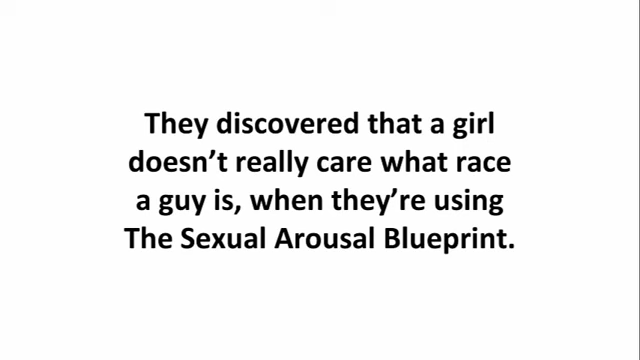 They discovered that a girl
doesn’t really care what race
a guy is, when they’re using
The Sexual Arousal Blueprint.